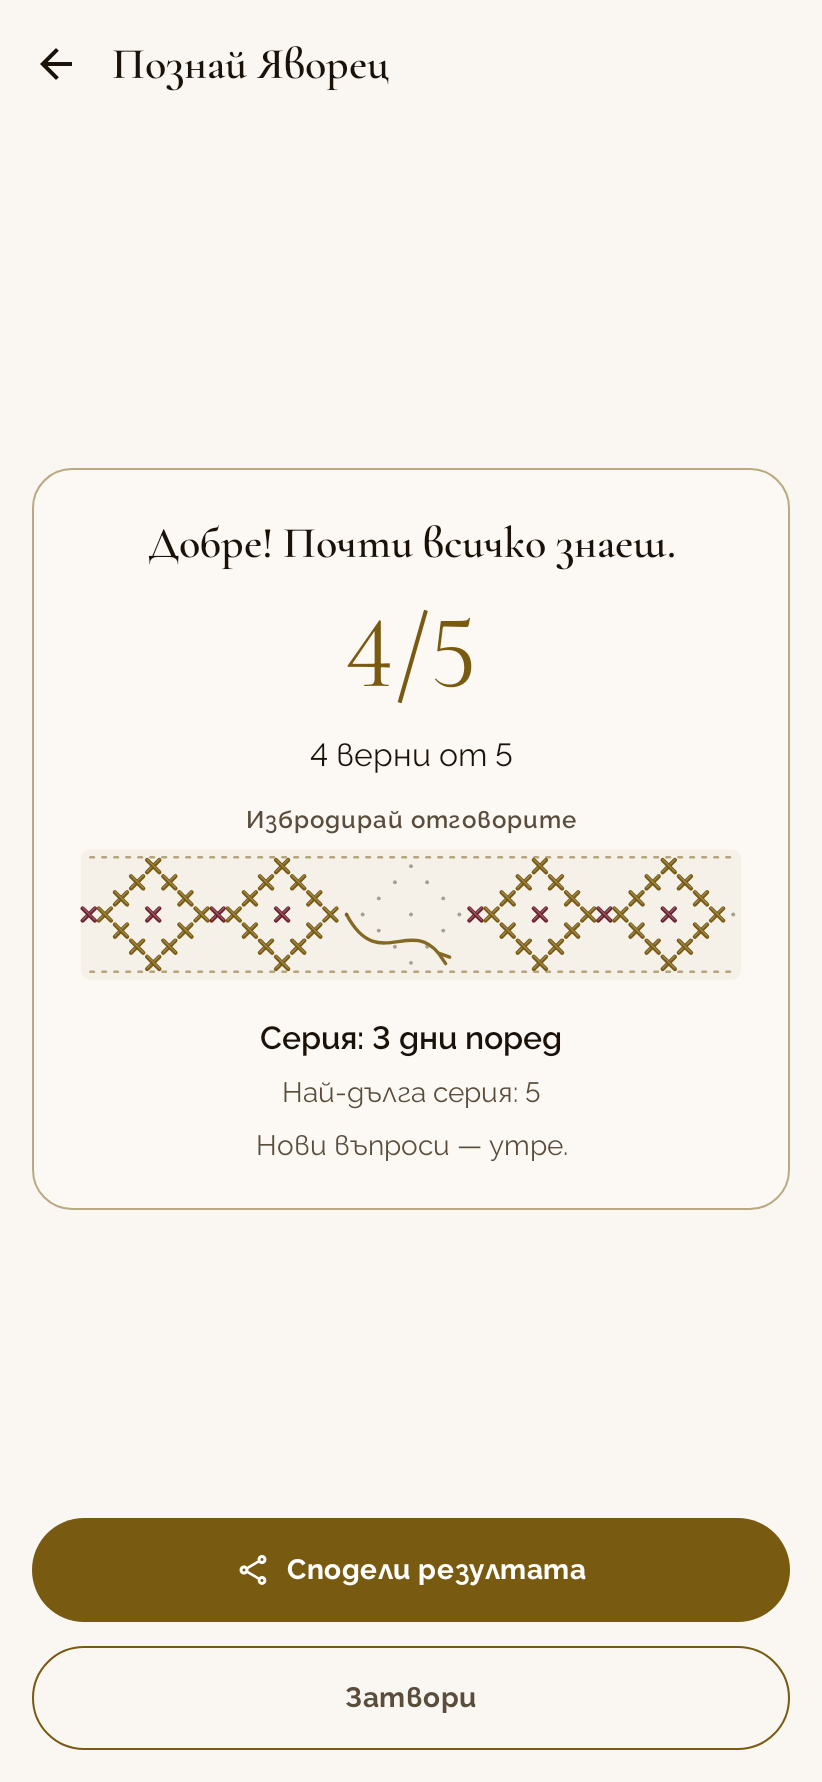 Познай Яворец
Добре! Почти всичко знаеш.
4/5
4 верни от 5
Избродирай отговорите
Серия: 3 дни поред
Най-дълга серия: 5
Нови въпроси — утре.
Сподели резултата
Затвори